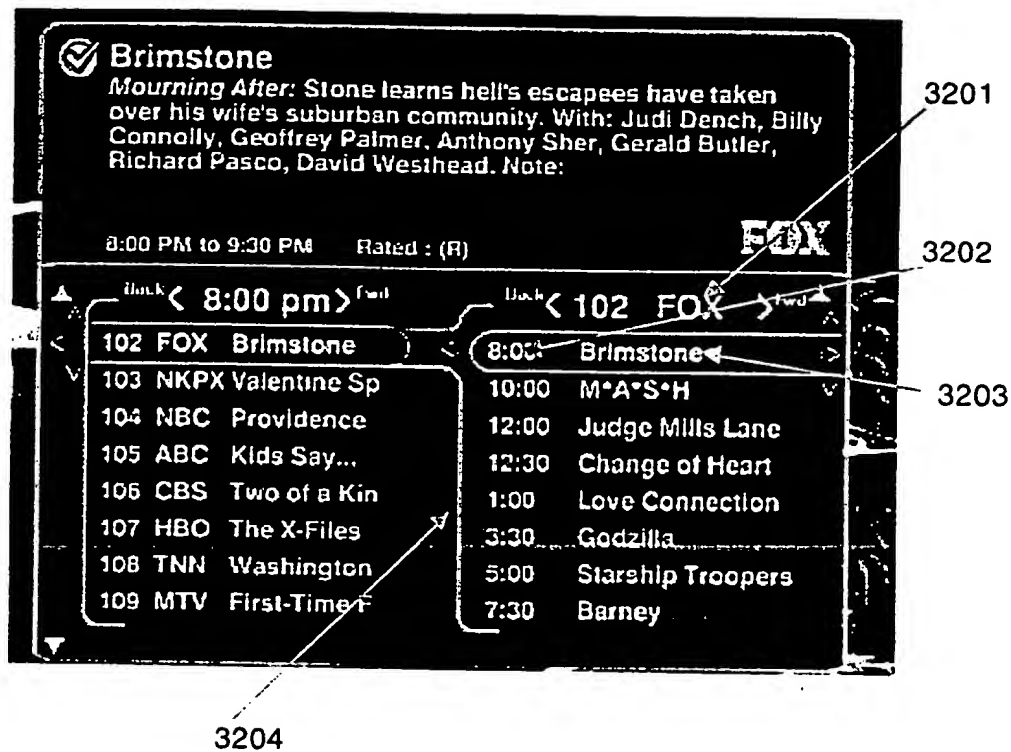 Brimstone
Mourning After: Stone learns hell's escapees have taken
over his wife's suburban community. With: Judi Dench, Billy
Connolly, Geoffrey Palmer, Anthony Sher, Gerald Butler,
Richard Pasco, David Westhead. Note:
8:00 PM to 9:30 PM Rated : (R)
FOX
Back < 8:00 pm > Fwd
102 FOX Brimstone
103 NKPX Valentine Sp
104 NBC Providence
105 ABC Kids Say...
106 CBS Two of a Kin
107 HBO The X-Files
108 TNN Washington
109 MTV First-Time F
Back < 102 FOX > Fwd
8:00 Brimstone
10:00 M*A*S*H
12:00 Judge Mills Lane
12:30 Change of Heart
1:00 Love Connection
3:30 Godzilla
5:00 Starship Troopers
7:30 Barney
3201
3202
3203
3204